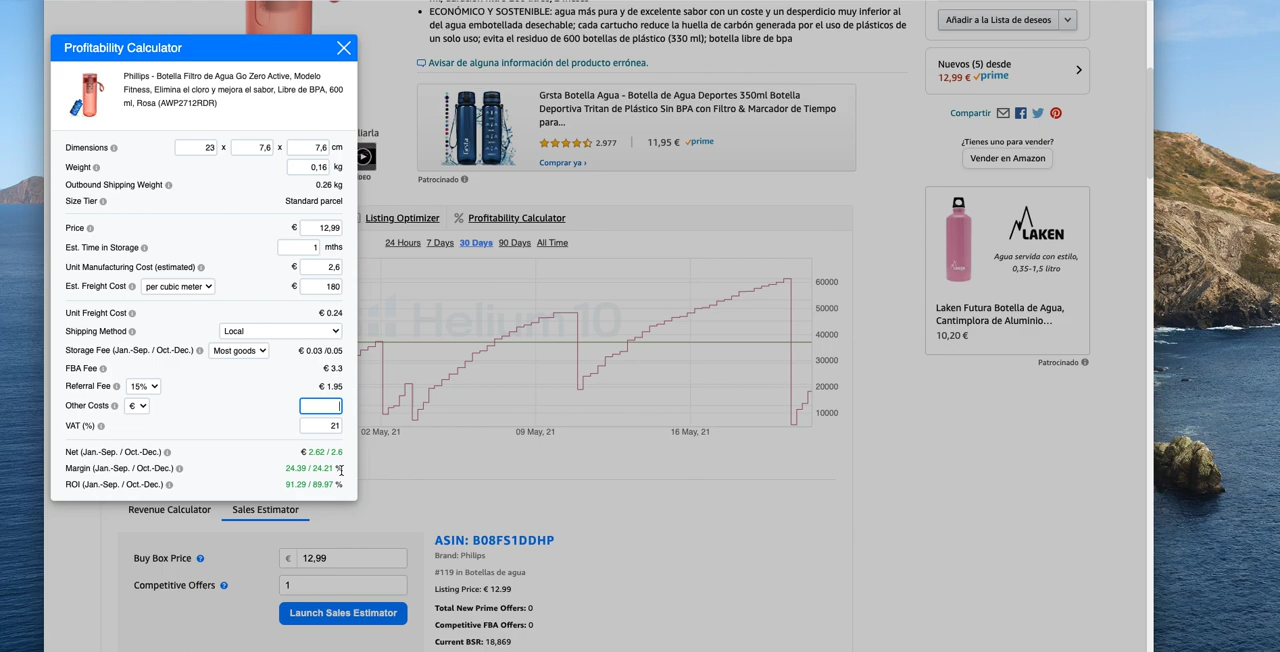 ECONÓMICO Y SOSTENIBLE: agua más pura y de excelente sabor con un coste y un desperdicio muy inferior al
del agua embotellada desechable; cada cartucho reduce la huella de carbón generada por el uso de plásticos de
un solo uso; evita el residuo de 600 botellas de plástico (330 ml); botella libre de bpa
Avisar de alguna información del producto errónea.
Grsta Botella Agua - Botella de Agua Deportes 350ml Botella
Deportiva Tritan de Plástico Sin BPA con Filtro & Marcador de Tiempo
para...
2.977
11,95 € prime
Comprar ya ›
Patrocinado
Añadir a la Lista de deseos
Nuevos (5) desde
12,99 € prime
Compartir
¿Tienes uno para vender?
Vender en Amazon
LAKEN
Agua servida con estilo,
0,35–1,5 litro
Laken Futura Botella de Agua,
Cantimplora de Aluminio…
10,20 €
Patrocinado
Profitability Calculator
Phillips - Botella Filtro de Agua Go Zero Active, Modelo
Fitness, Elimina el cloro y mejora el sabor, Libre de BPA, 600
ml, Rosa (AWP2712RDR)
Dimensions 23 x 7,6 x 7,6 cm
Weight 0,16 kg
Outbound Shipping Weight 0.26 kg
Size Tier Standard parcel
Price € 12,99
Est. Time in Storage 1 mths
Unit Manufacturing Cost (estimated) € 2,6
Est. Freight Cost per cubic meter € 180
Unit Freight Cost € 0.24
Shipping Method Local
Storage Fee (Jan.-Sep. / Oct.-Dec.) Most goods € 0.03 /0.05
FBA Fee € 3.3
Referral Fee 15% € 1.95
Other Costs €
VAT (%) 21
Net (Jan.-Sep. / Oct.-Dec.) € 2.62 / 2.6
Margin (Jan.-Sep. / Oct.-Dec.) 24.39 / 24.21 %
ROI (Jan.-Sep. / Oct.-Dec.) 91.29 / 89.97 %
Listing Optimizer
Profitability Calculator
24 Hours 7 Days 30 Days 90 Days All Time
Helium 10
60000
50000
40000
30000
20000
10000
02 May, 21
09 May, 21
16 May, 21
Revenue Calculator
Sales Estimator
Buy Box Price € 12,99
Competitive Offers 1
Launch Sales Estimator
ASIN: B08FS1DDHP
Brand: Philips
#119 in Botellas de agua
Listing Price: € 12.99
Total New Prime Offers: 0
Competitive FBA Offers: 0
Current BSR: 18,869